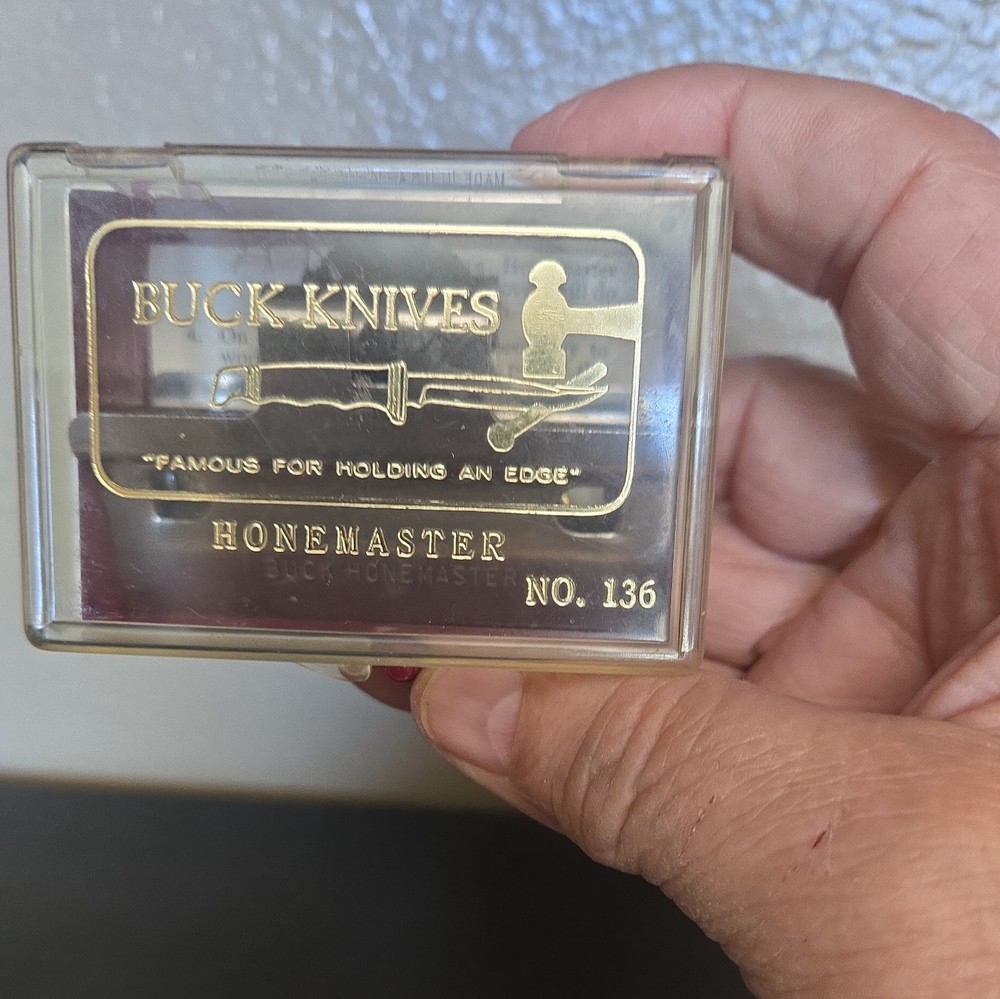 BUCK KNIVES
"FAMOUS FOR HOLDING AN EDGE"
HONEMASTER
BUCK HONEMASTER
NO. 136